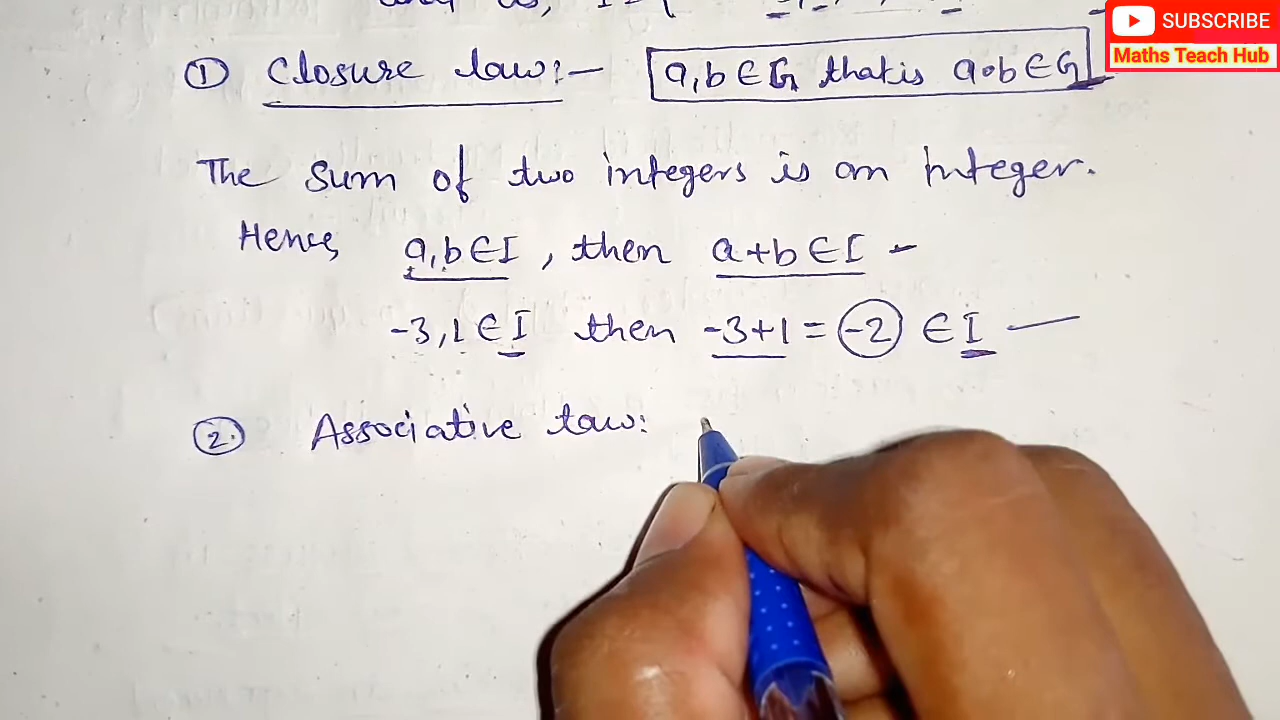 SUBSCRIBE
Maths Teach Hub
① Closure law:— a,b∈G that is a∘b∈G
The sum of two integers is an integer.
Hence, a,b∈I, then a+b∈I
-3,1∈I then -3+1=-2∈I
②. Associative law: